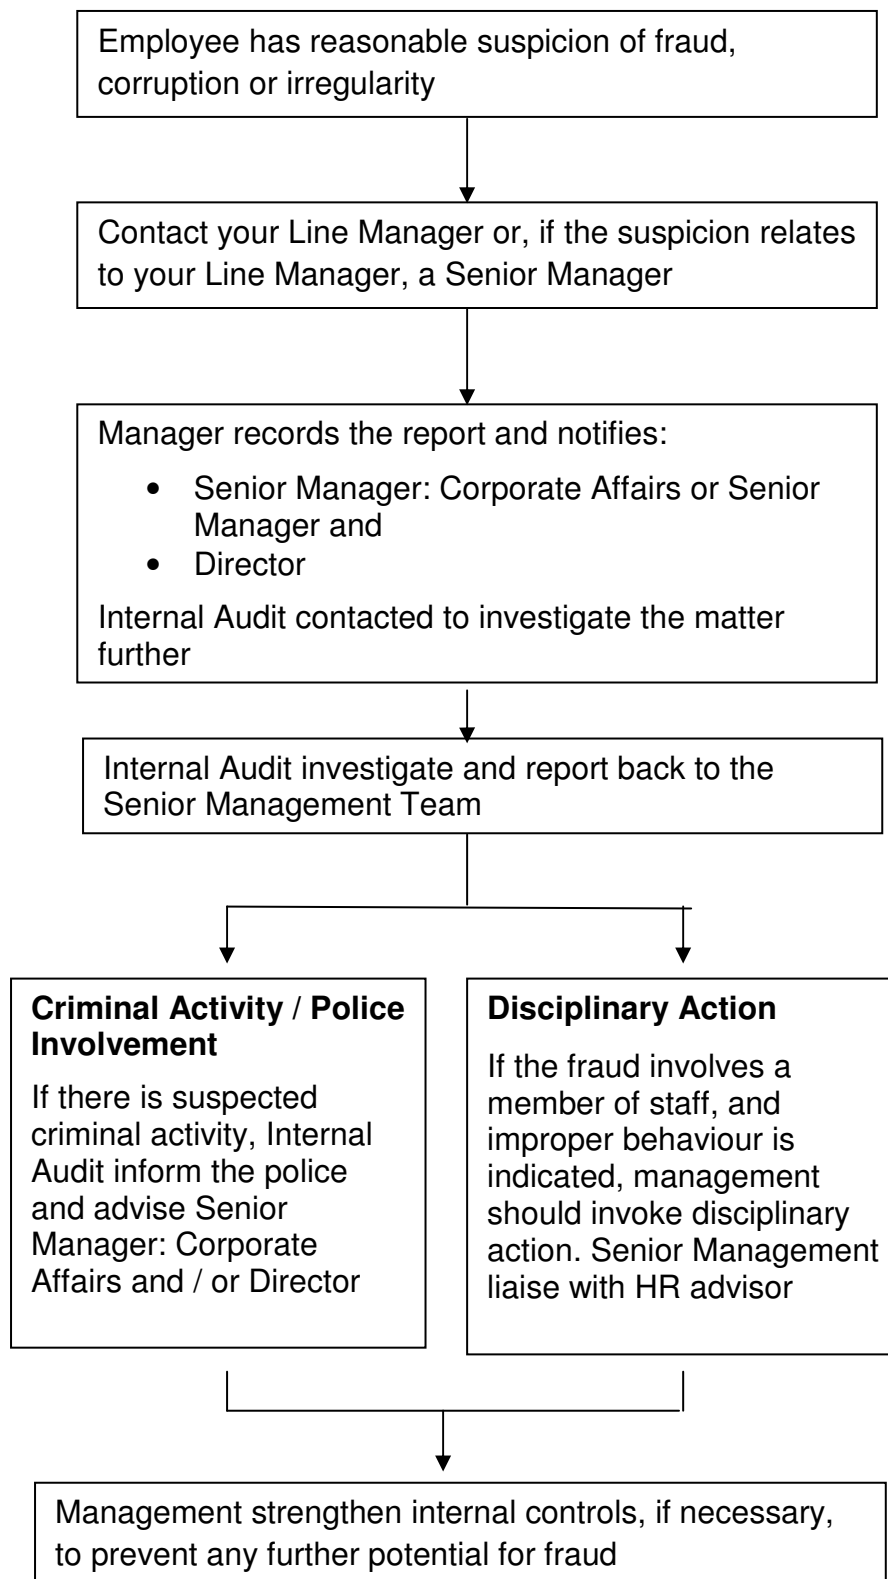 Employee has reasonable suspicion of fraud,
corruption or irregularity
Contact your Line Manager or, if the suspicion relates
to your Line Manager, a Senior Manager
Manager records the report and notifies:
• Senior Manager: Corporate Affairs or Senior
Manager and
• Director
Internal Audit contacted to investigate the matter
further
Internal Audit investigate and report back to the
Senior Management Team
Criminal Activity / Police
Involvement
If there is suspected
criminal activity, Internal
Audit inform the police
and advise Senior
Manager: Corporate
Affairs and / or Director
Disciplinary Action
If the fraud involves a
member of staff, and
improper behaviour is
indicated, management
should invoke disciplinary
action. Senior Management
liaise with HR advisor
Management strengthen internal controls, if necessary,
to prevent any further potential for fraud